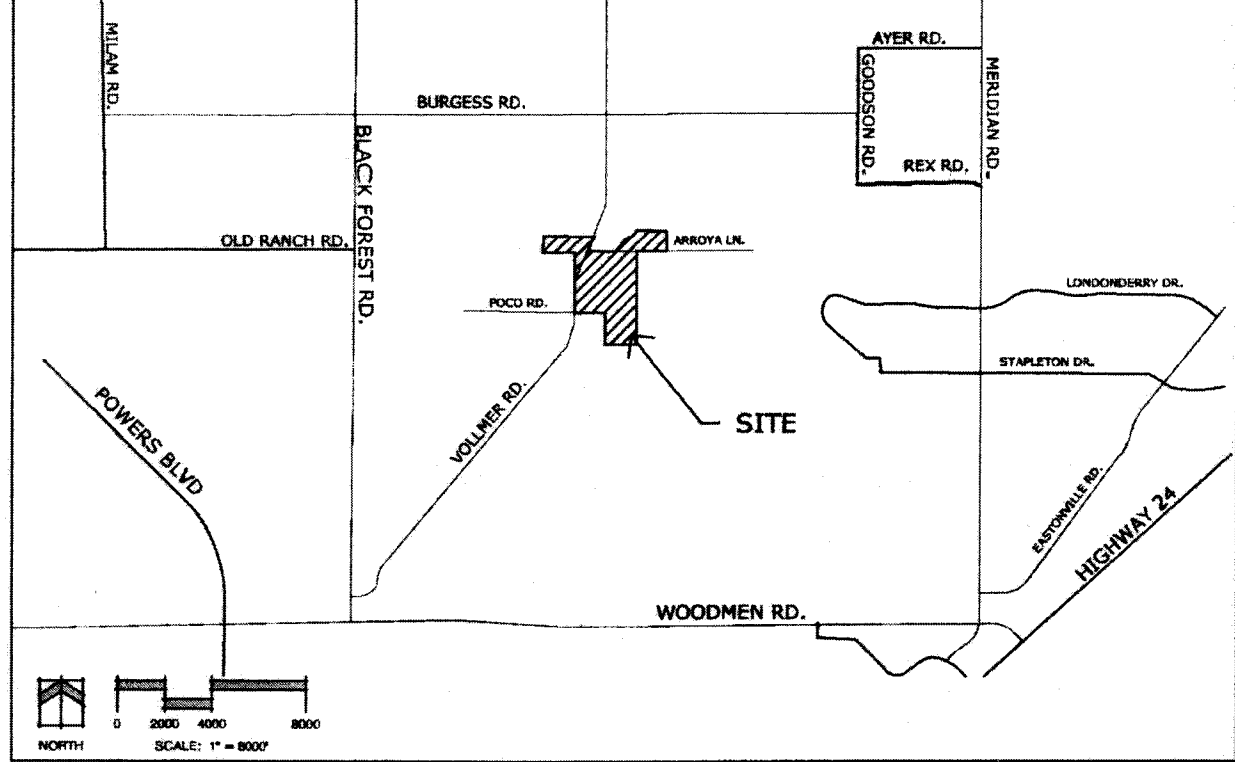 MILAM RD.
AYER RD.
GOODSON RD.
MERIDIAN RD.
BURGESS RD.
BLACK FOREST RD.
REX RD.
OLD RANCH RD.
ARROYA LN.
LONDONDERRY DR.
POCO RD.
STAPLETON DR.
POWERS BLVD
VOLLMER RD.
SITE
EASTONVILLE RD.
HIGHWAY 24
WOODMEN RD.
0 2000 4000 8000
NORTH
SCALE: 1" = 8000'